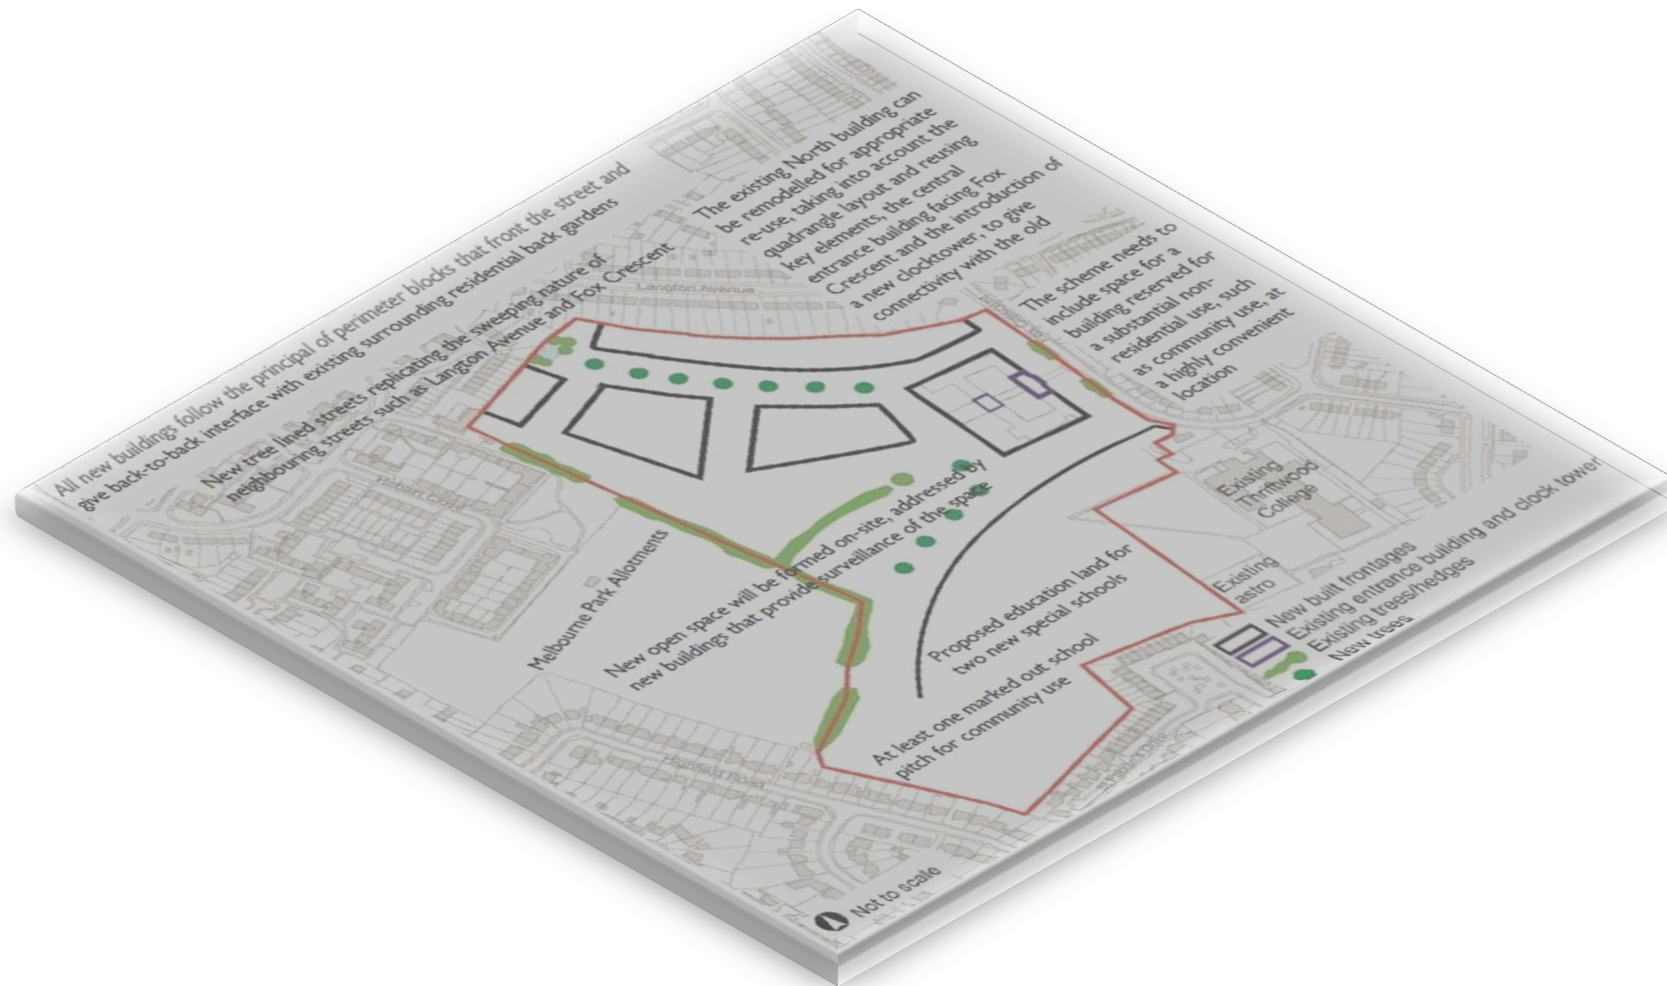 All new buildings follow the principal of perimeter blocks that front the street and
give back-to-back interface with existing surrounding residential back gardens
New tree lined streets replicating the sweeping nature of
neighbouring streets such as Langton Avenue and Fox Crescent
The existing North building can
be remodelled for appropriate
re-use, taking into account the
quadrangle layout and reusing
key elements, the central
entrance building facing Fox
Crescent and the introduction of
a new clocktower, to give
connectivity with the old
The scheme needs to
include space for a
building reserved for
a substantial non-
residential use, such
as community use, at
a highly convenient
location
Langton Avenue
Fox Crescent
Melbourne Park Allotments
New open space will be formed on-site, addressed by
new buildings that provide surveillance of the space
Existing
Thriftwood
College
Existing
astro
Proposed education land for
two new special schools
At least one marked out school
pitch for community use
Highfield Road
St Fabian's Drive
New built frontages
Existing entrance building and clock tower
Existing trees/hedges
New trees
Not to scale